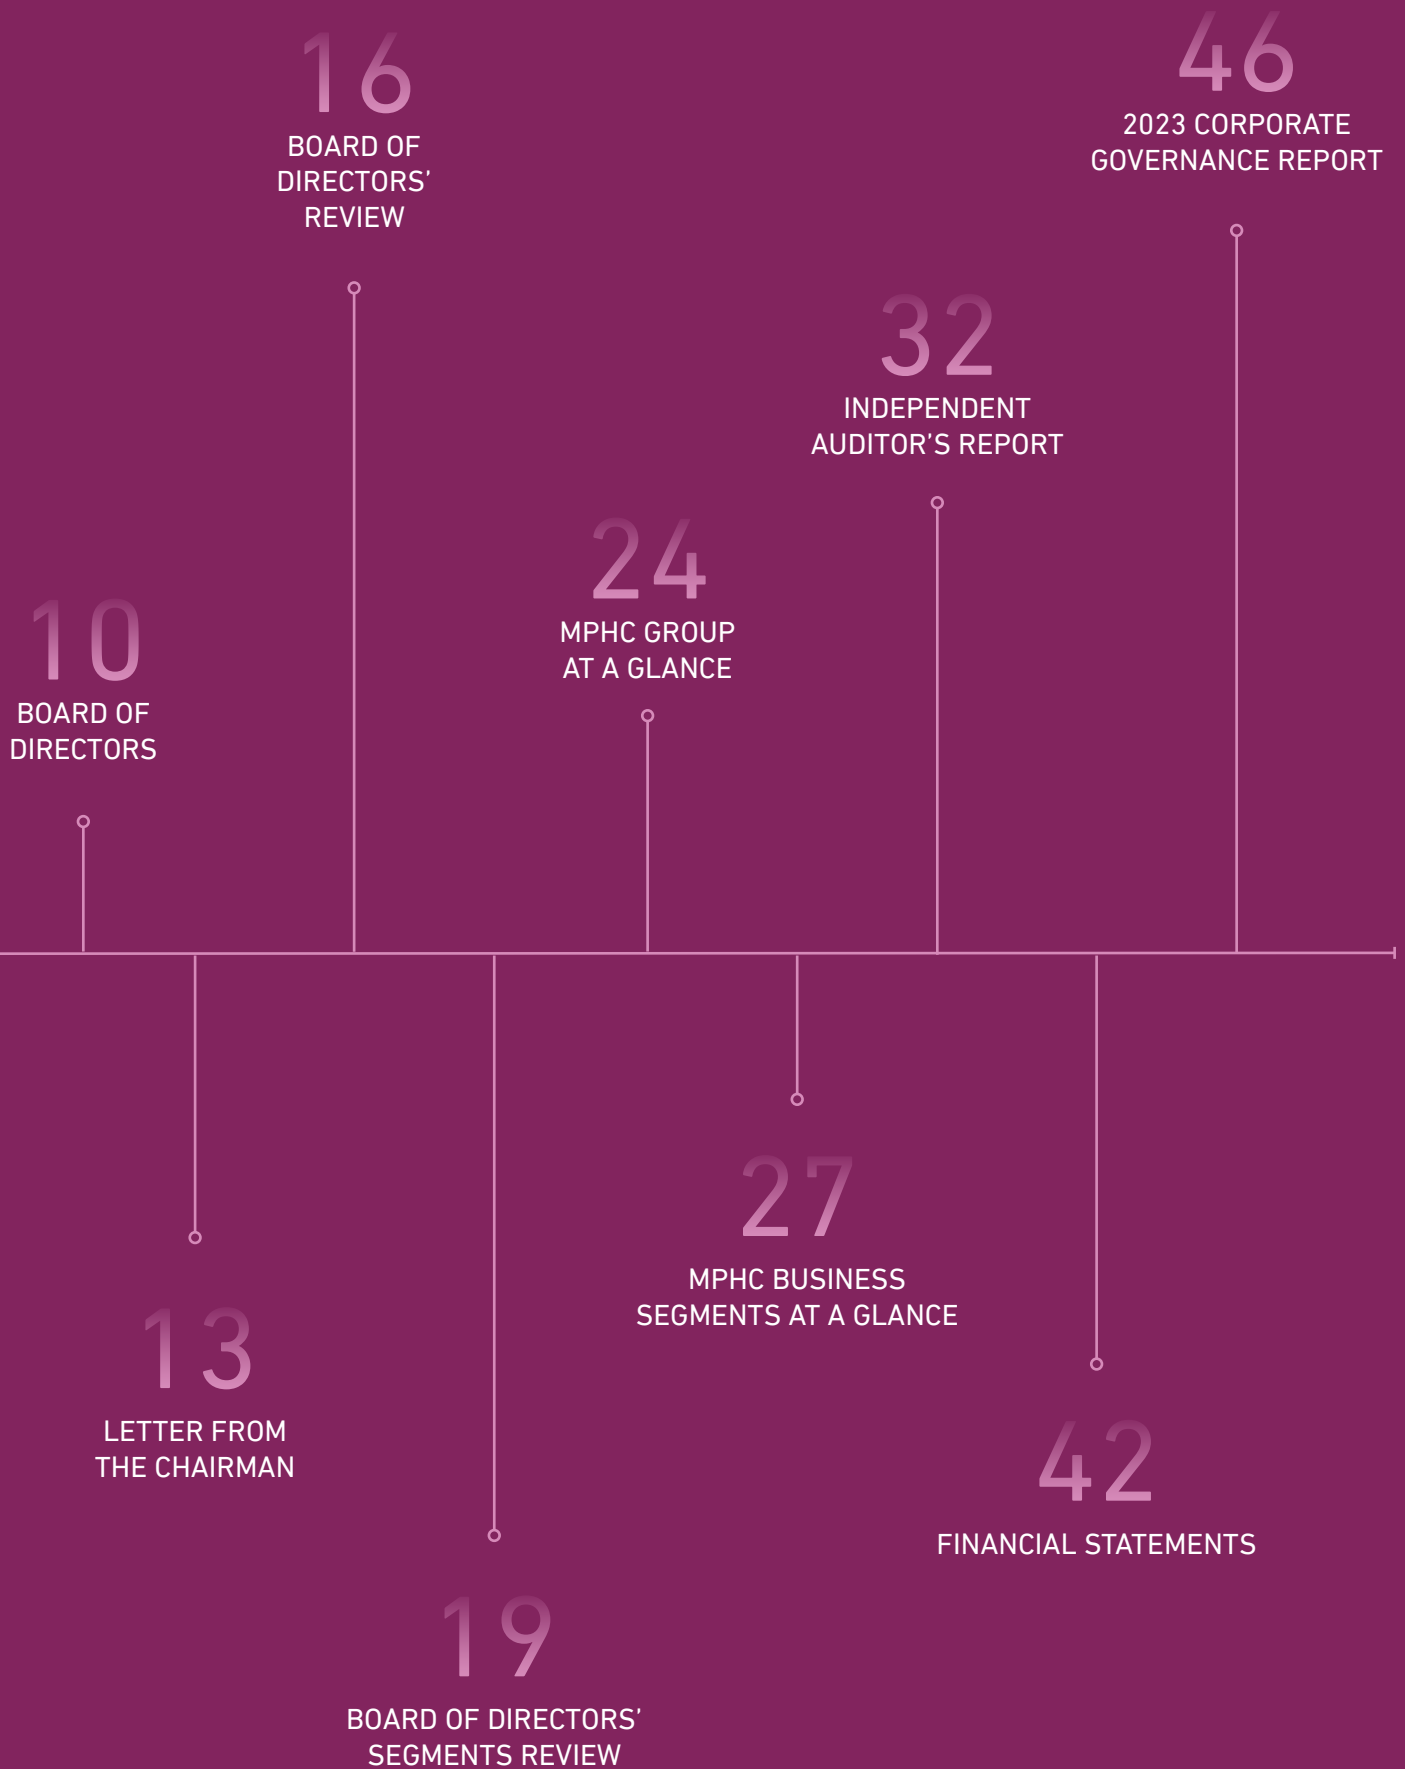 10
BOARD OF
DIRECTORS
13
LETTER FROM
THE CHAIRMAN
16
BOARD OF
DIRECTORS’
REVIEW
19
BOARD OF DIRECTORS’
SEGMENTS REVIEW
24
MPHC GROUP
AT A GLANCE
27
MPHC BUSINESS
SEGMENTS AT A GLANCE
32
INDEPENDENT
AUDITOR’S REPORT
42
FINANCIAL STATEMENTS
46
2023 CORPORATE
GOVERNANCE REPORT